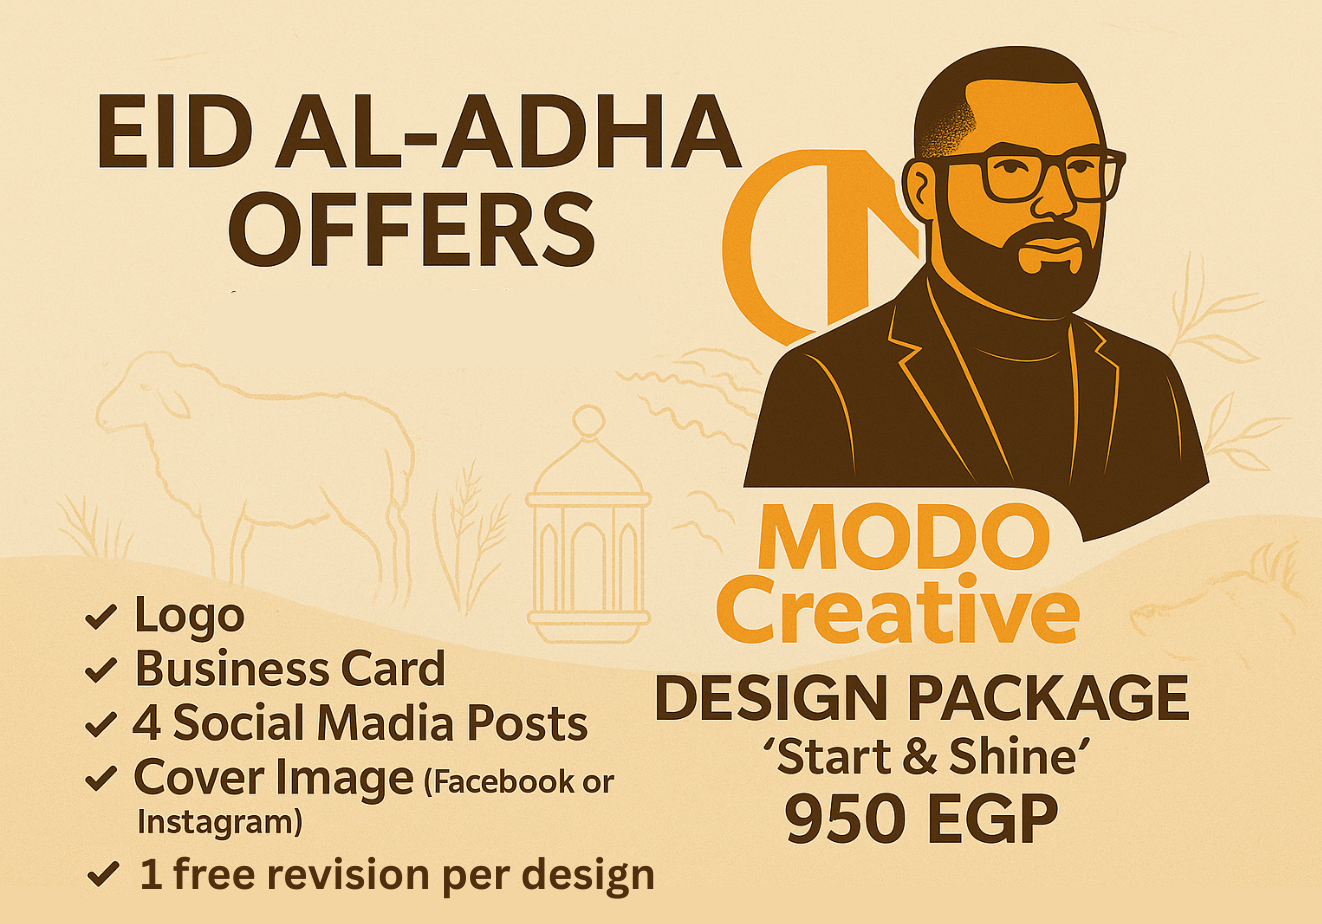 EID AL-ADHA
OFFERS
MODO
Creative
DESIGN PACKAGE
‘Start & Shine’
950 EGP
✓ Logo
✓ Business Card
✓ 4 Social Madia Posts
✓ Cover Image (Facebook or
Instagram)
✓ 1 free revision per design